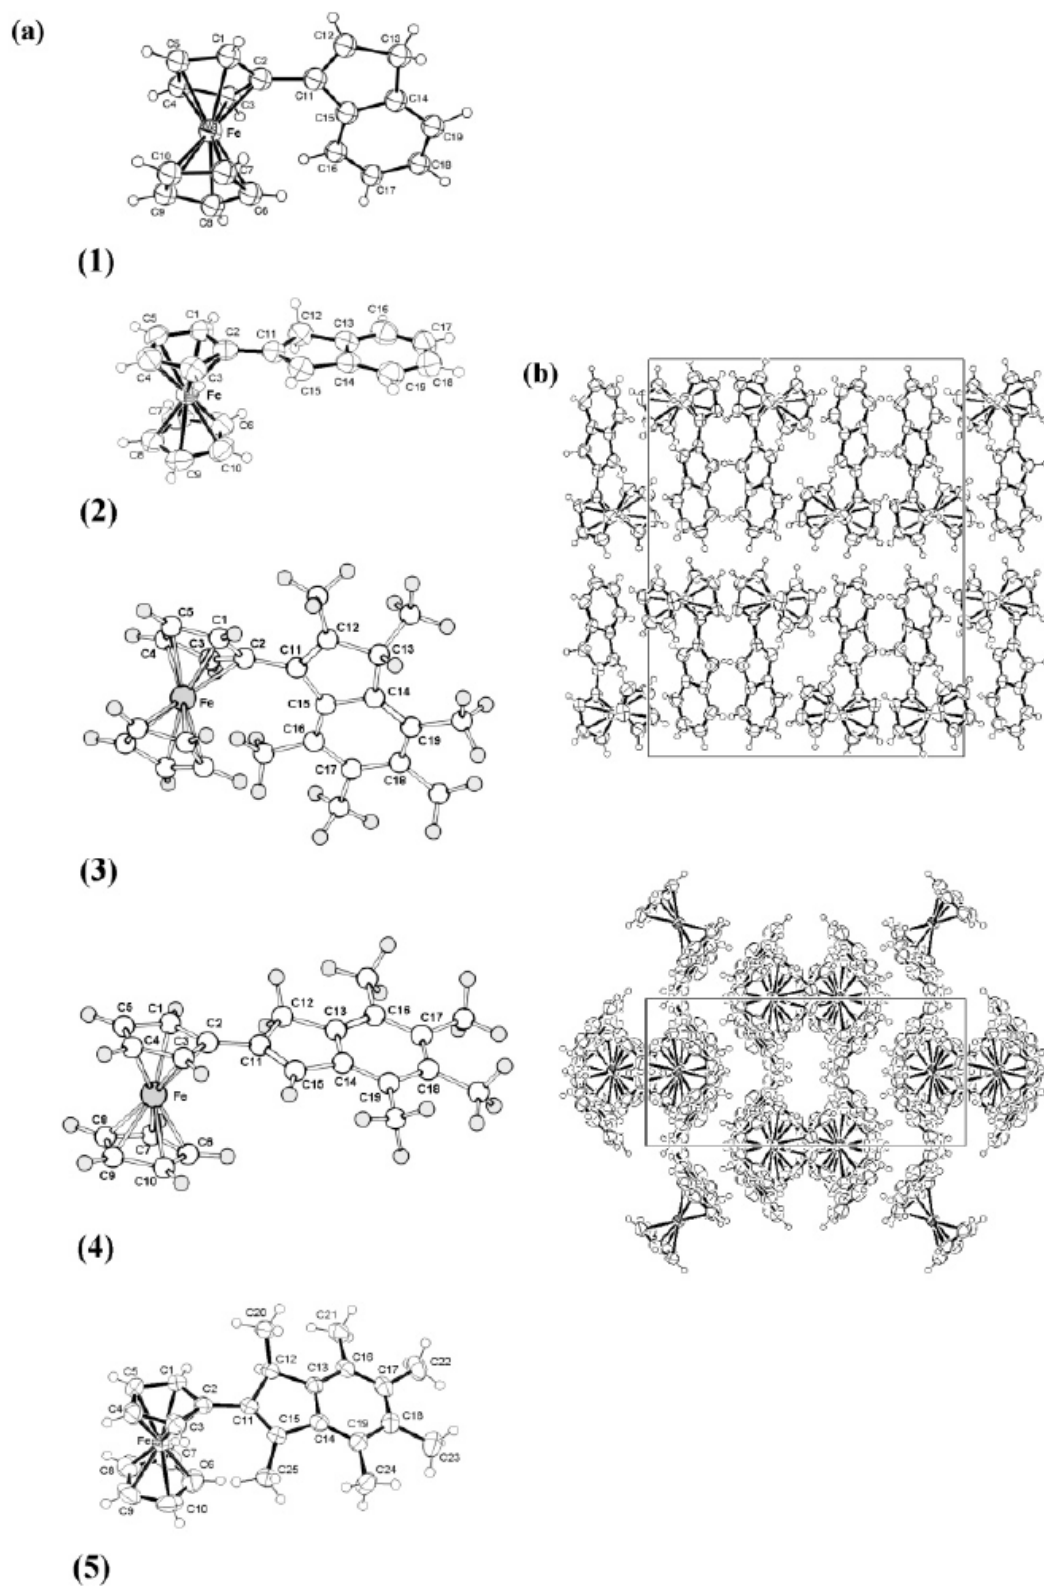 (a)
C12 C13
C5 C1 C2
C11 C14
C4 C3 C15 C19
Fe
C10 C7 C16 C18
C17
C9 C8 C6
(1)
C5 C1 C2 C11 C12 C13 C16 C17
C4 C3 C15 C14 C19 C18
Fe
C7 C6
C8 C9 C10
(2)
(b)
C5 C1 C12
C4 C3 C2 C11 C13
C14
Fe C15
C16 C19
C17 C18
(3)
C5 C1 C2 C12 C13 C16 C17
C4 C3 C11 C15 C14 C18
C19
Fe
C8 C7 C6
C9 C10
(4)
C20 C21
C12 C13 C16 C17 C22
C5 C1 C2
C4 C3 C11 C15 C14 C19 C18
Fe C7
C8 C6 C25 C24 C23
C9 C10
(5)